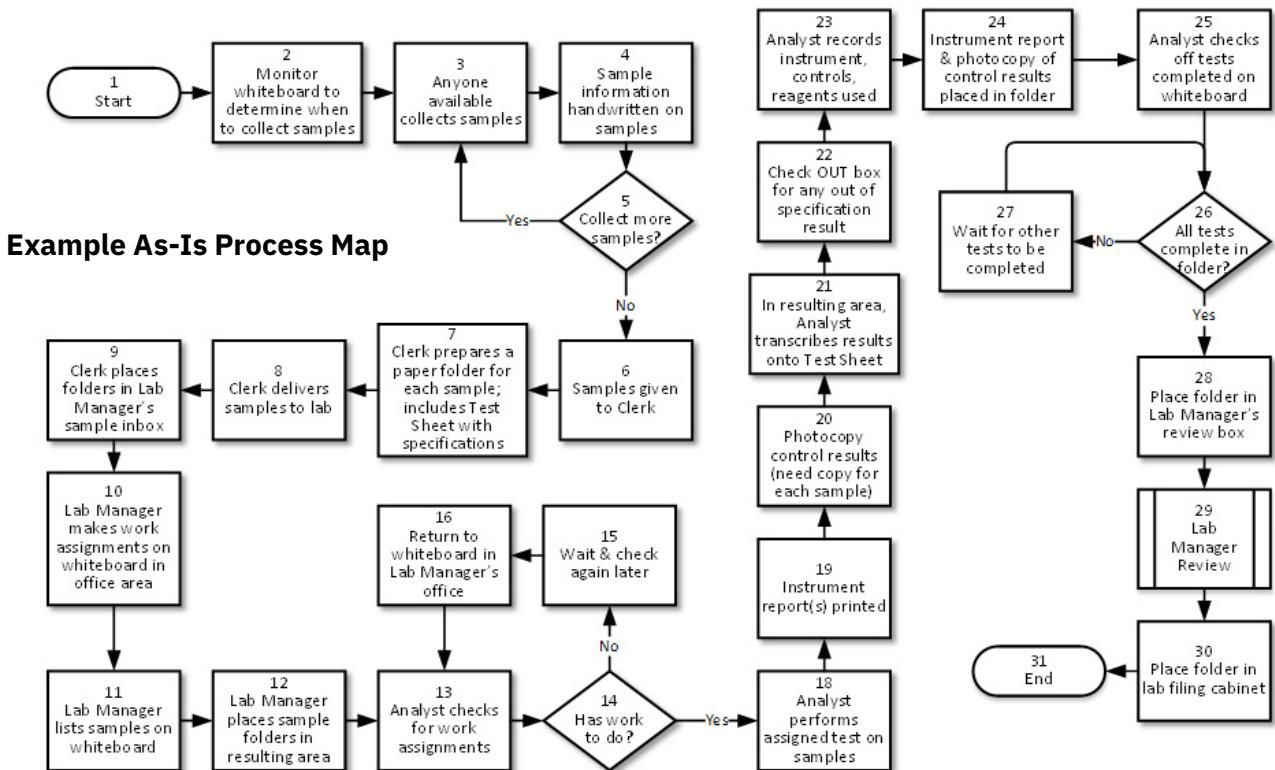 1
Start
2
Monitor
whiteboard to
determine when
to collect samples
3
Anyone
available
collects samples
4
Sample
information
handwritten on
samples
5
Collect more
samples?
Yes
No
Example As-Is Process Map
6
Samples given
to Clerk
7
Clerk prepares a
paper folder for
each sample;
includes Test
Sheet with
specifications
8
Clerk delivers
samples to lab
9
Clerk places
folders in Lab
Manager's
sample inbox
10
Lab Manager
makes work
assignments on
whiteboard in
office area
11
Lab Manager
lists samples on
whiteboard
12
Lab Manager
places sample
folders in
resulting area
13
Analyst checks
for work
assignments
14
Has work
to do?
No
15
Wait & check
again later
16
Return to
whiteboard in
Lab Manager's
office
Yes
18
Analyst
performs
assigned test on
samples
19
Instrument
report(s) printed
20
Photocopy
control results
(need copy for
each sample)
21
In resulting area,
Analyst
transcribes results
onto Test Sheet
22
Check OUT box
for any out of
specification
result
23
Analyst records
instrument,
controls,
reagents used
24
Instrument report
& photocopy of
control results
placed in folder
25
Analyst checks
off tests
completed on
whiteboard
26
All tests
complete in
folder?
No
27
Wait for other
tests to be
completed
Yes
28
Place folder in
Lab Manager's
review box
29
Lab
Manager
Review
30
Place folder in
lab filing cabinet
31
End